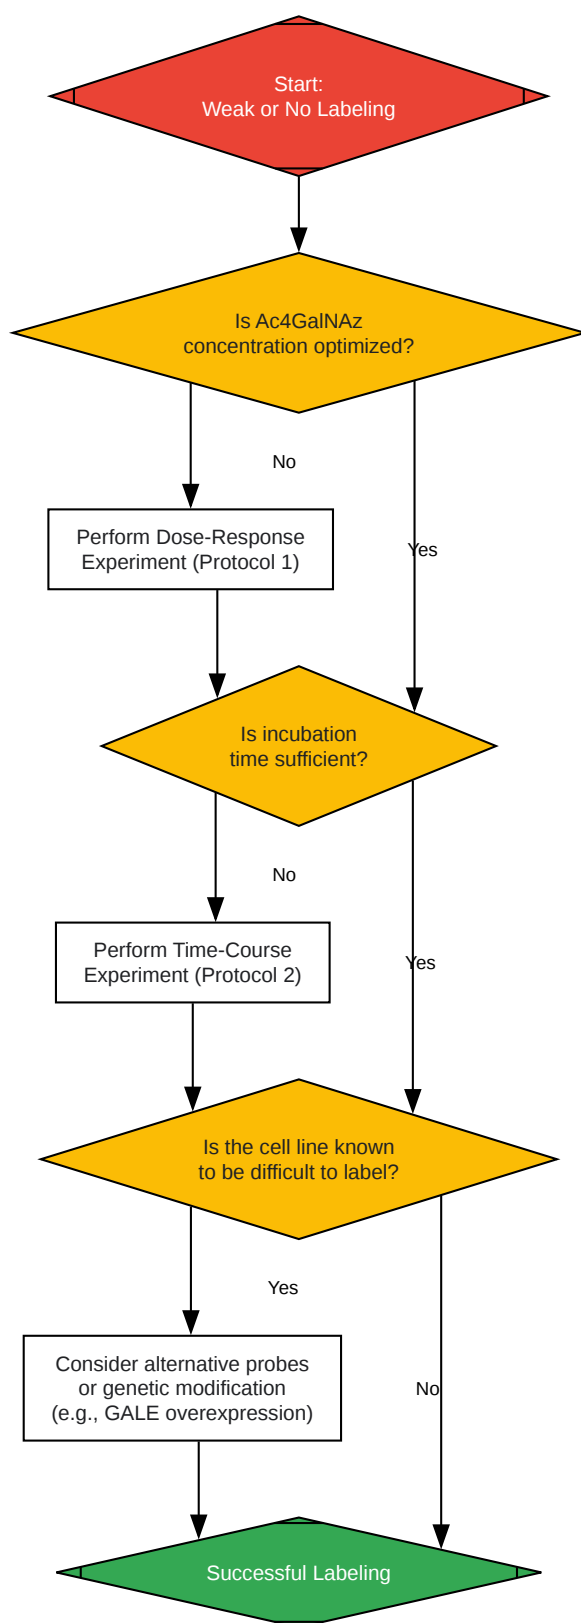 Start:
Weak or No Labeling
Is Ac4GalNAz
concentration optimized?
No
Perform Dose-Response
Experiment (Protocol 1)
Yes
Is incubation
time sufficient?
No
Perform Time-Course
Experiment (Protocol 2)
Yes
Is the cell line known
to be difficult to label?
Yes
Consider alternative probes
or genetic modification
(e.g., GALE overexpression)
No
Successful Labeling